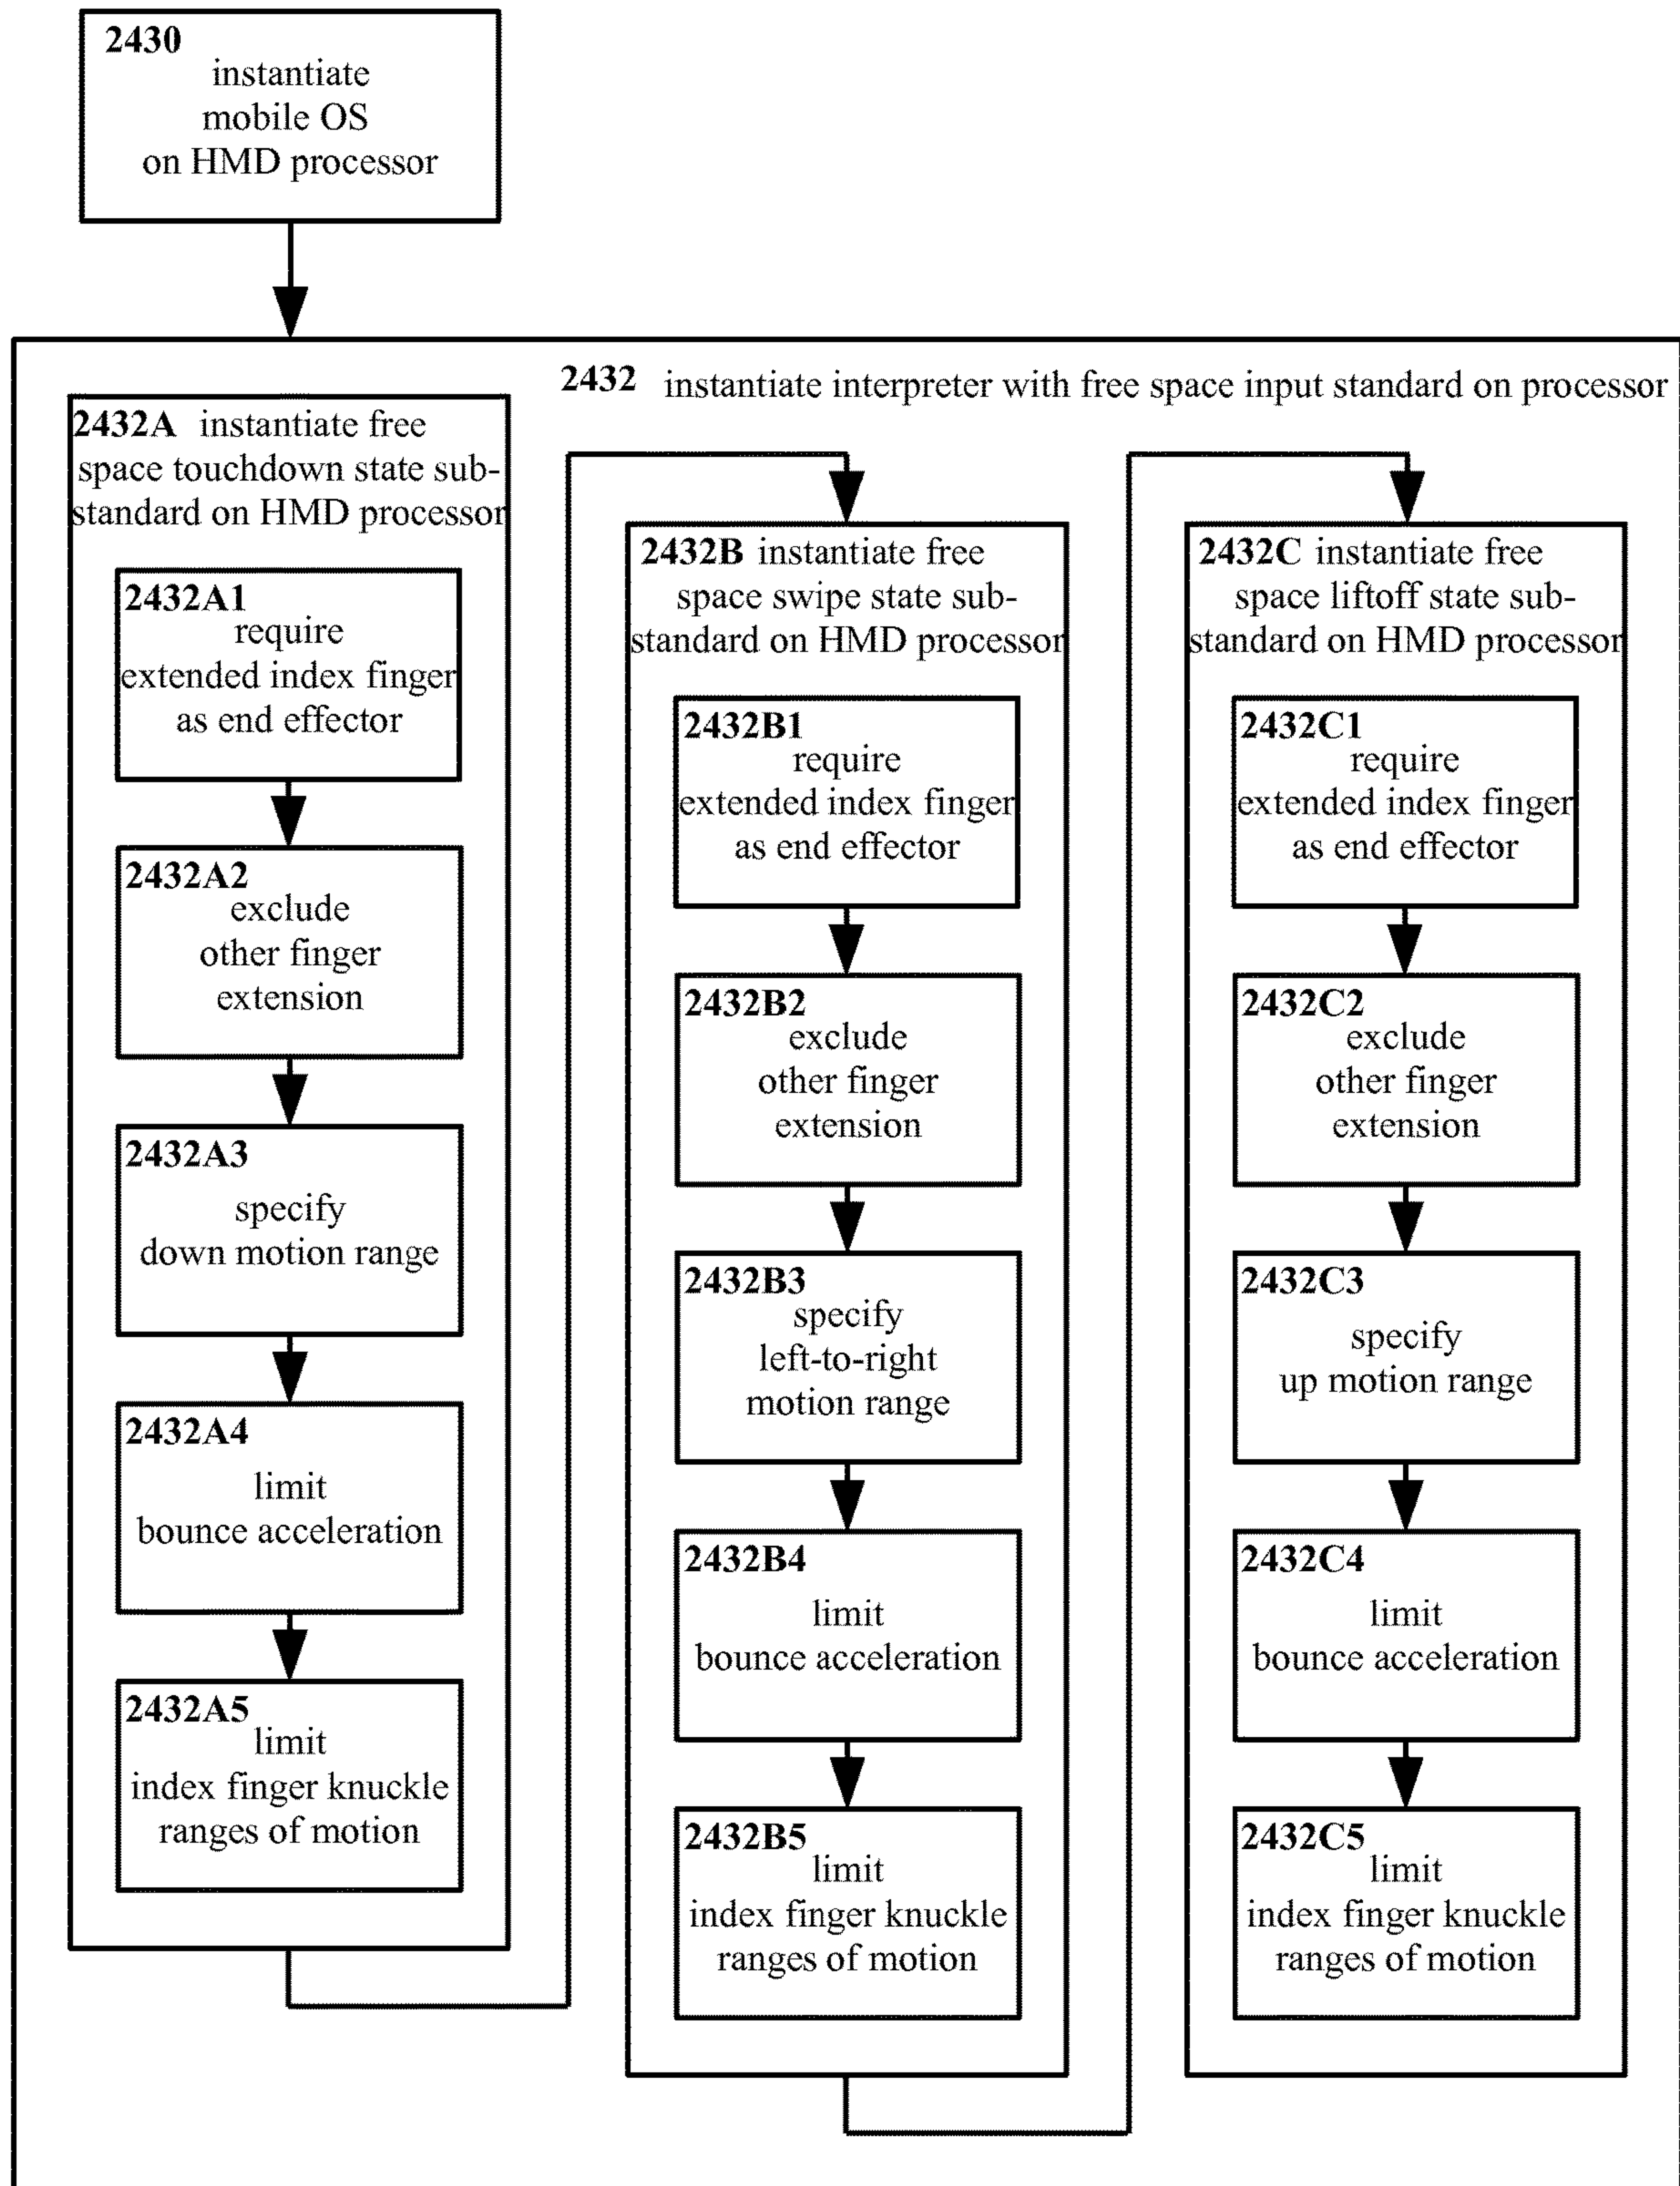 2430
instantiate
mobile OS
on HMD processor
2432 instantiate interpreter with free space input standard on processor
2432A instantiate free
space touchdown state sub-
standard on HMD processor
2432A1
require
extended index finger
as end effector
2432A2
exclude
other finger
extension
2432A3
specify
down motion range
2432A4
limit
bounce acceleration
2432A5
limit
index finger knuckle
ranges of motion
2432B instantiate free
space swipe state sub-
standard on HMD processor
2432B1
require
extended index finger
as end effector
2432B2
exclude
other finger
extension
2432B3
specify
left-to-right
motion range
2432B4
limit
bounce acceleration
2432B5
limit
index finger knuckle
ranges of motion
2432C instantiate free
space liftoff state sub-
standard on HMD processor
2432C1
require
extended index finger
as end effector
2432C2
exclude
other finger
extension
2432C3
specify
up motion range
2432C4
limit
bounce acceleration
2432C5
limit
index finger knuckle
ranges of motion